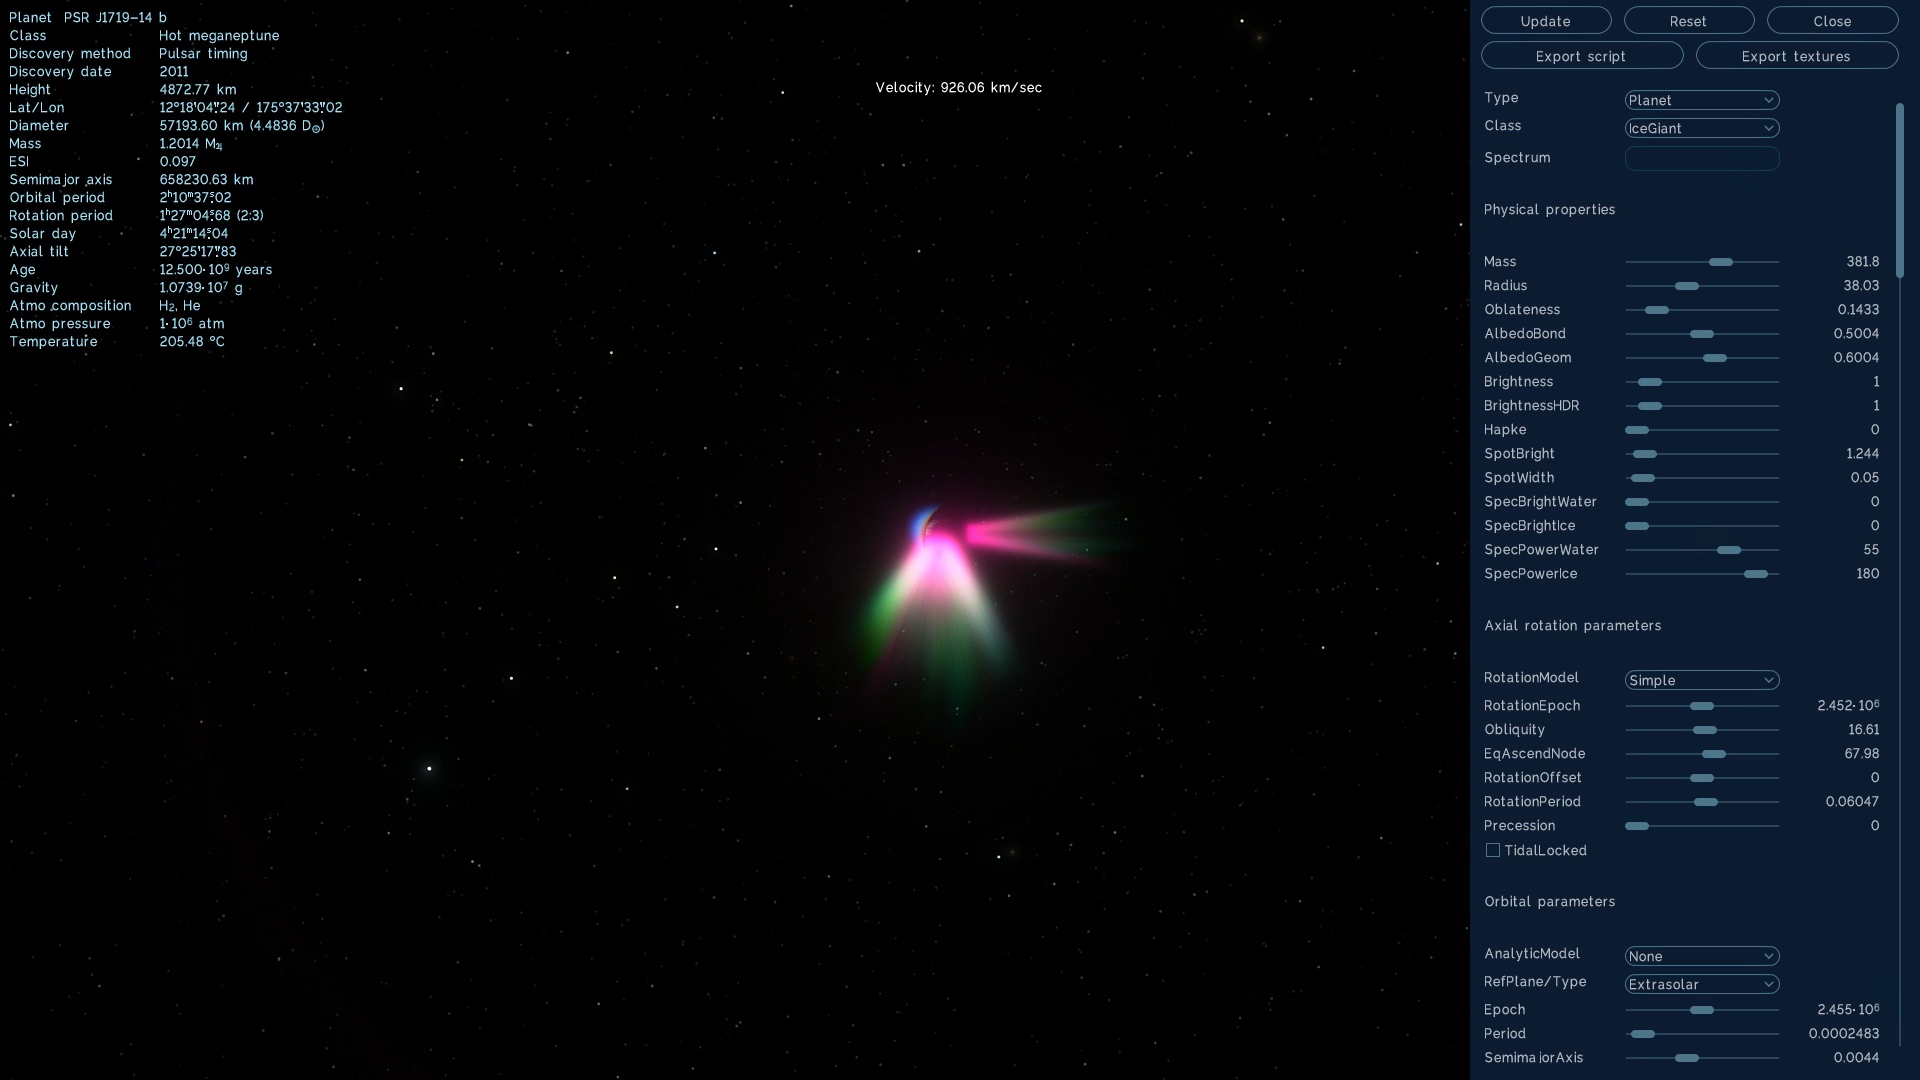 Planet PSR J1719-14 b
Class Hot meganeptune
Discovery method Pulsar timing
Discovery date 2011
Height 4872.77 km
Lat/Lon 12°18'04"24 / 175°37'33"02
Diameter 57193.60 km (4.4836 D⊕)
Mass 1.2014 M♃
ESI 0.097
Semimajor axis 658230.63 km
Orbital period 2ʰ10ᵐ37ˢ.02
Rotation period 1ʰ27ᵐ04ˢ.68 (2:3)
Solar day 4ʰ21ᵐ14ˢ.04
Axial tilt 27°25'17"83
Age 12.500·10⁹ years
Gravity 1.0739·10⁷ g
Atmo composition H₂, He
Atmo pressure 1·10⁶ atm
Temperature 205.48 °C
Velocity: 926.06 km/sec
Update Reset Close
Export script Export textures
Type Planet
Class IceGiant
Spectrum
Physical properties
Mass 381.8
Radius 38.03
Oblateness 0.1433
AlbedoBond 0.5004
AlbedoGeom 0.6004
Brightness 1
BrightnessHDR 1
Hapke 0
SpotBright 1.244
SpotWidth 0.05
SpecBrightWater 0
SpecBrightIce 0
SpecPowerWater 55
SpecPowerIce 180
Axial rotation parameters
RotationModel Simple
RotationEpoch 2.452·10⁶
Obliquity 16.61
EqAscendNode 67.98
RotationOffset 0
RotationPeriod 0.06047
Precession 0
TidalLocked
Orbital parameters
AnalyticModel None
RefPlane/Type Extrasolar
Epoch 2.455·10⁶
Period 0.0002483
SemimajorAxis 0.0044